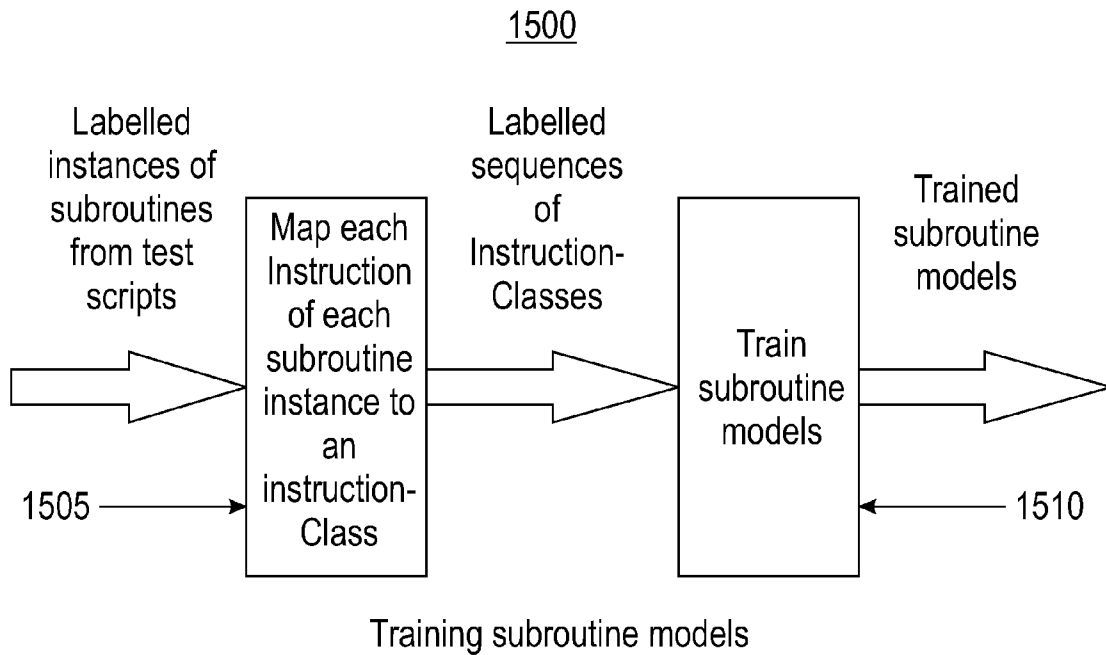 1500
Labelled
instances of
subroutines
from test
scripts
Map each
Instruction
of each
subroutine
instance to
an
instruction-
Class
Labelled
sequences
of
Instruction-
Classes
Train
subroutine
models
Trained
subroutine
models
1505
1510
Training subroutine models